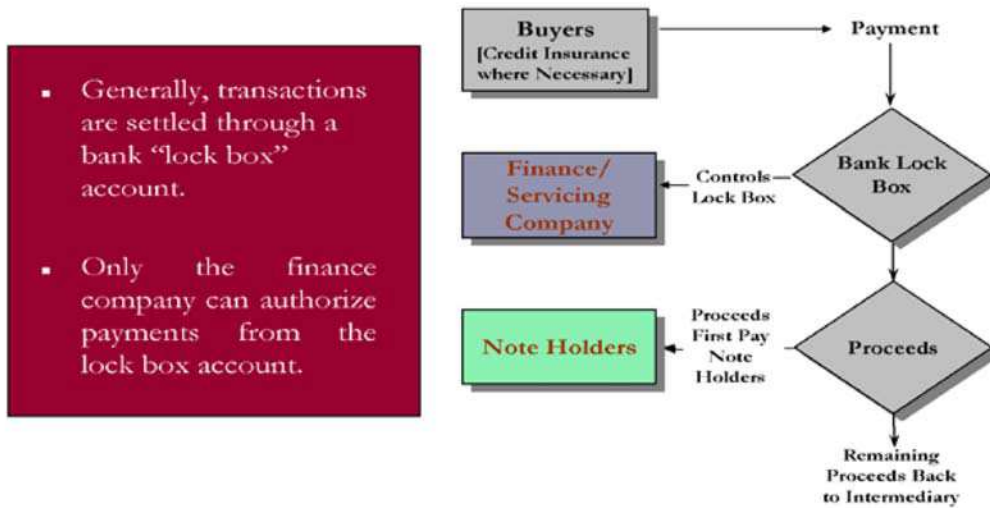 ▪ Generally, transactions
are settled through a
bank “lock box”
account.
▪ Only the finance
company can authorize
payments from the
lock box account.
Buyers
[Credit Insurance
where Necessary]
Payment
Bank Lock
Box
Controls
Lock Box
Finance/
Servicing
Company
Proceeds
Proceeds
First Pay
Note
Holders
Note Holders
Remaining
Proceeds Back
to Intermediary